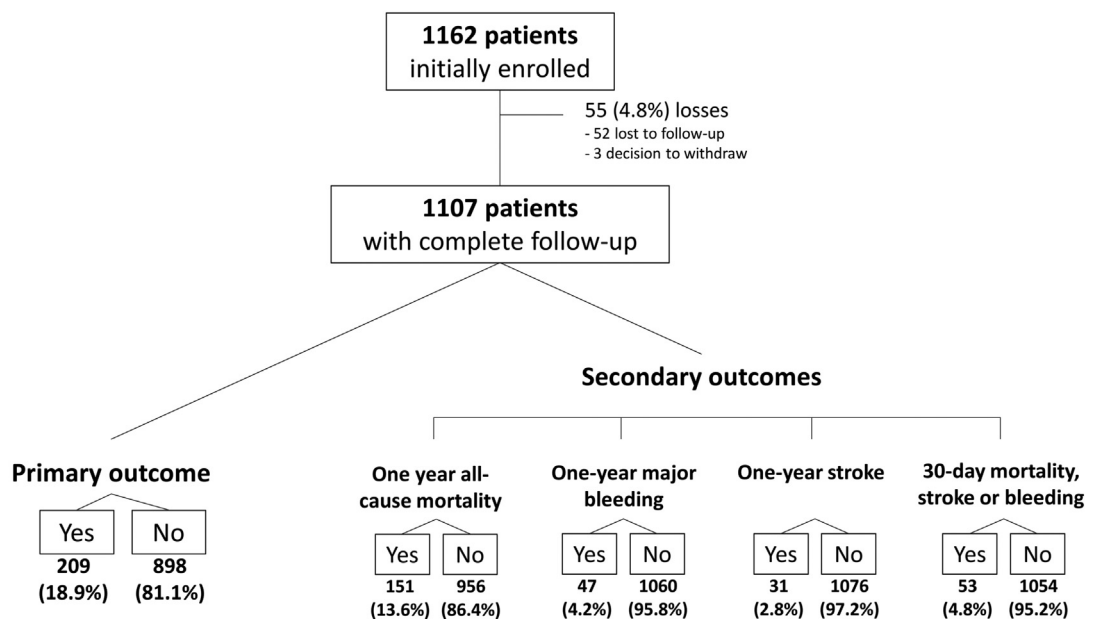 1162 patients
initially enrolled
55 (4.8%) losses
- 52 lost to follow-up
- 3 decision to withdraw
1107 patients
with complete follow-up
Secondary outcomes
Primary outcome
Yes No
209 898
(18.9%) (81.1%)
One year all-
cause mortality
Yes No
151 956
(13.6%) (86.4%)
One-year major
bleeding
Yes No
47 1060
(4.2%) (95.8%)
One-year stroke
Yes No
31 1076
(2.8%) (97.2%)
30-day mortality,
stroke or bleeding
Yes No
53 1054
(4.8%) (95.2%)